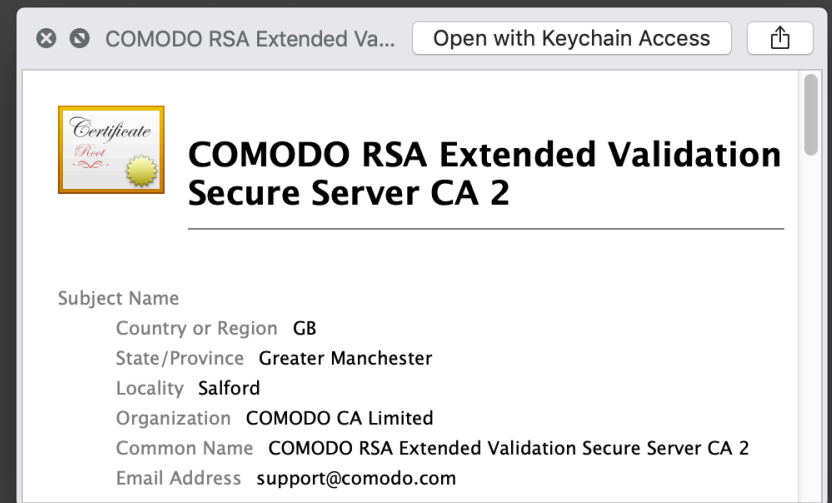 COMODO RSA Extended Va...
Open with Keychain Access
Certificate
Root
COMODO RSA Extended Validation
Secure Server CA 2
Subject Name
Country or Region GB
State/Province Greater Manchester
Locality Salford
Organization COMODO CA Limited
Common Name COMODO RSA Extended Validation Secure Server CA 2
Email Address support@comodo.com